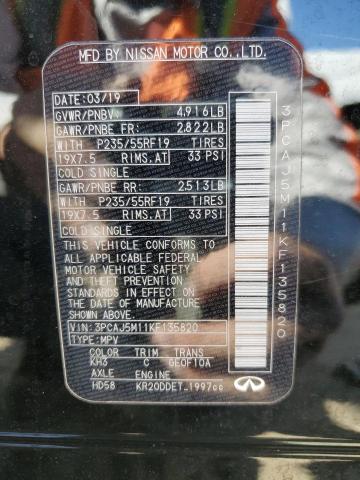 MFD BY NISSAN MOTOR CO.,LTD.
DATE: 03/19
GVWR/PNBV 4.916LB
GAWR/PNBE FR: 2.822LB
WITH P235/55RF19 TIRES
19X7.5 RIMS,AT 33 PSI
COLD SINGLE
GAWR/PNBE RR: 2.513LB
WITH P235/55RF19 TIRES
19X7.5 RIMS,AT 33 PSI
COLD SINGLE
THIS VEHICLE CONFORMS TO
ALL APPLICABLE FEDERAL
MOTOR VEHICLE SAFETY
AND THEFT PREVENTION
STANDARDS IN EFFECT ON
THE DATE OF MANUFACTURE
SHOWN ABOVE.
VIN: 3PCAJ5M11KF135820
TYPE: MPV
COLOR TRIM TRANS
KH3 C GE0F10A
AXLE ENGINE
HD58 KR20DDET 1997cc
3PCAJ5M11KF135820